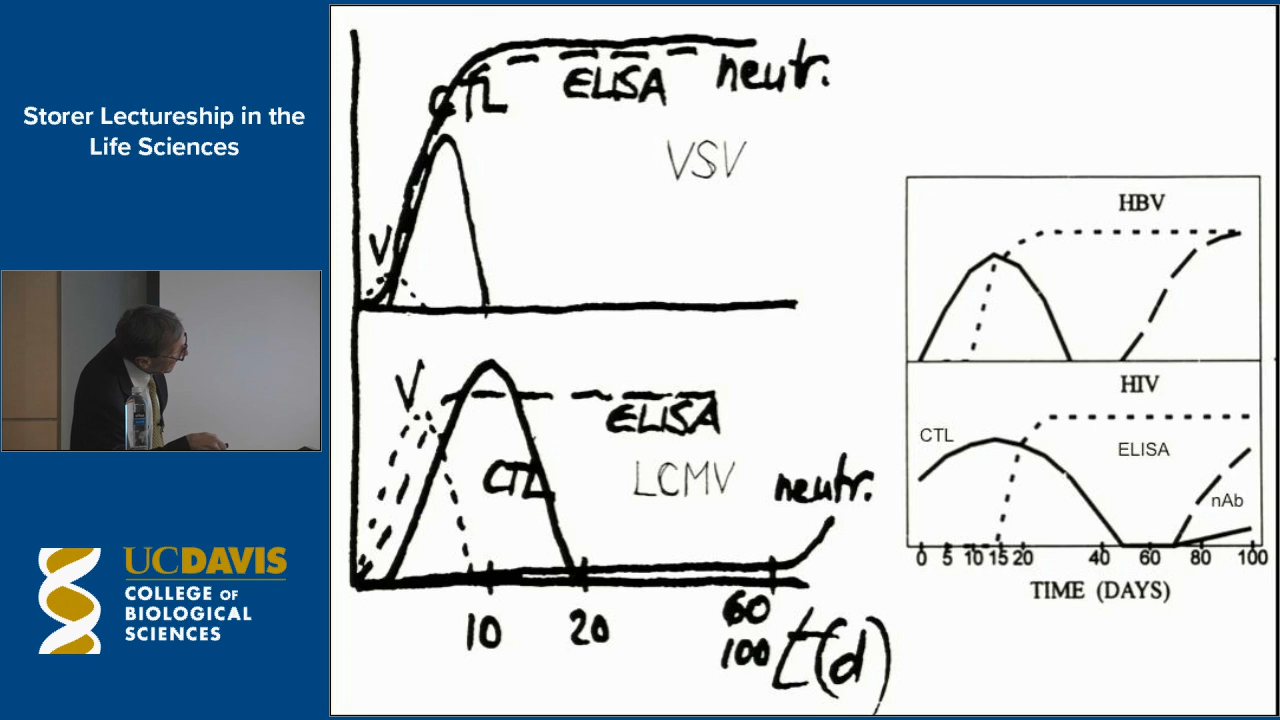 Storer Lectureship in the
Life Sciences
UCDAVIS
COLLEGE OF
BIOLOGICAL
SCIENCES
CTL
ELISA
neutr.
VSV
V
V
ELISA
CTL
LCMV
neutr.
10
20
60
100
t(d)
HBV
HIV
CTL
ELISA
nAb
0 5 10 15 20 40 60 80 100
TIME (DAYS)